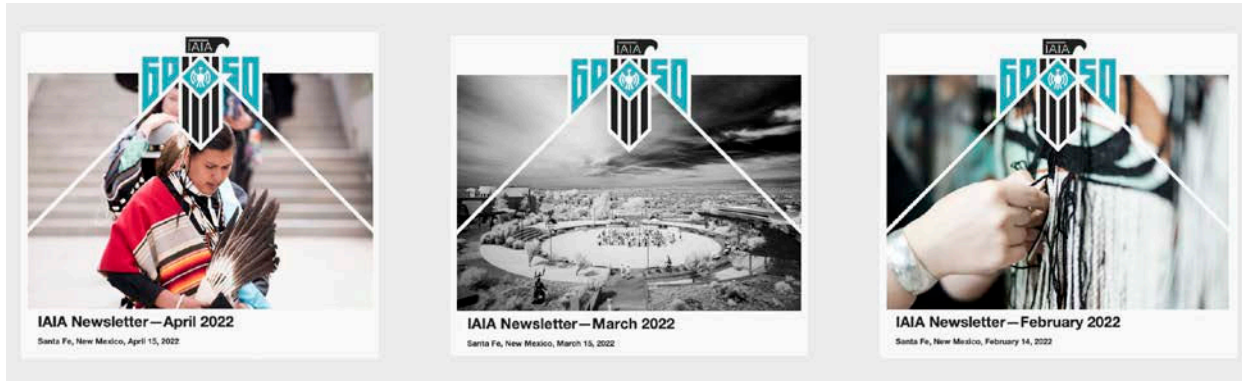 IAIA
60 50
IAIA Newsletter—April 2022
Santa Fe, New Mexico, April 15, 2022
IAIA
60 50
IAIA Newsletter—March 2022
Santa Fe, New Mexico, March 15, 2022
IAIA
60 50
IAIA Newsletter—February 2022
Santa Fe, New Mexico, February 14, 2022